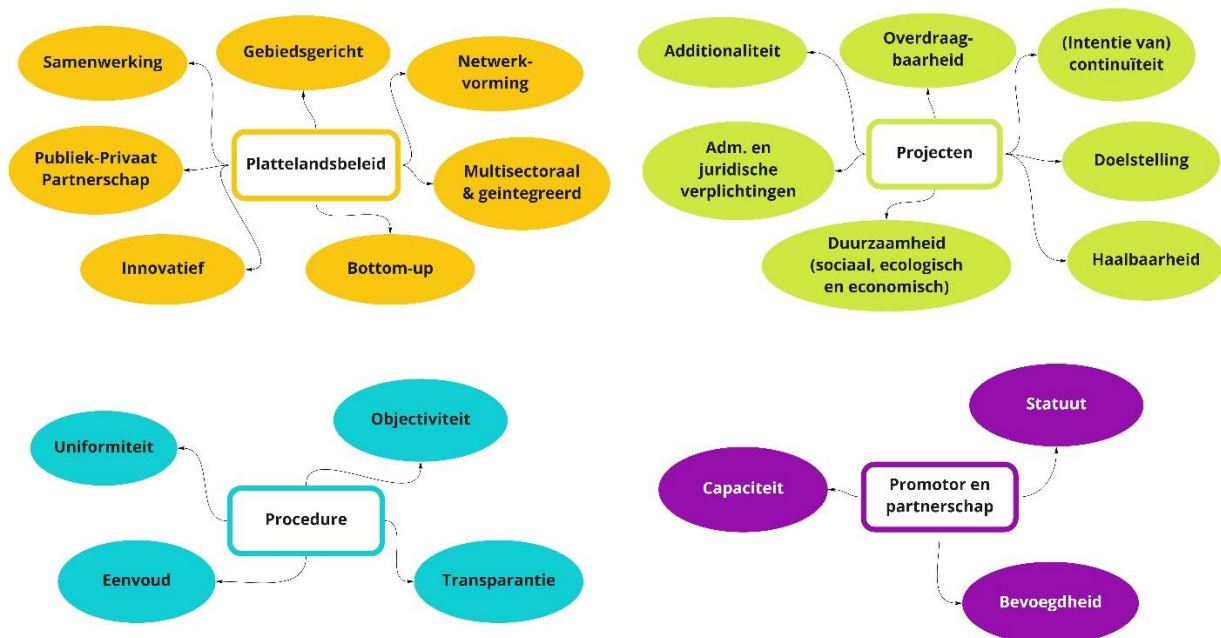 Samenwerking
Gebiedsgericht
Netwerk-
vorming
Publiek-Privaat
Partnerschap
Plattelandsbeleid
Multisectoraal
& geintegreerd
Innovatief
Bottom-up
Additionaliteit
Overdraag-
baarheid
(Intentie van)
continuïteit
Adm. en
juridische
verplichtingen
Projecten
Doelstelling
Duurzaamheid
(sociaal, ecologisch
en economisch)
Haalbaarheid
Uniformiteit
Objectiviteit
Procedure
Eenvoud
Transparantie
Statuut
Capaciteit
Promotor en
partnerschap
Bevoegdheid